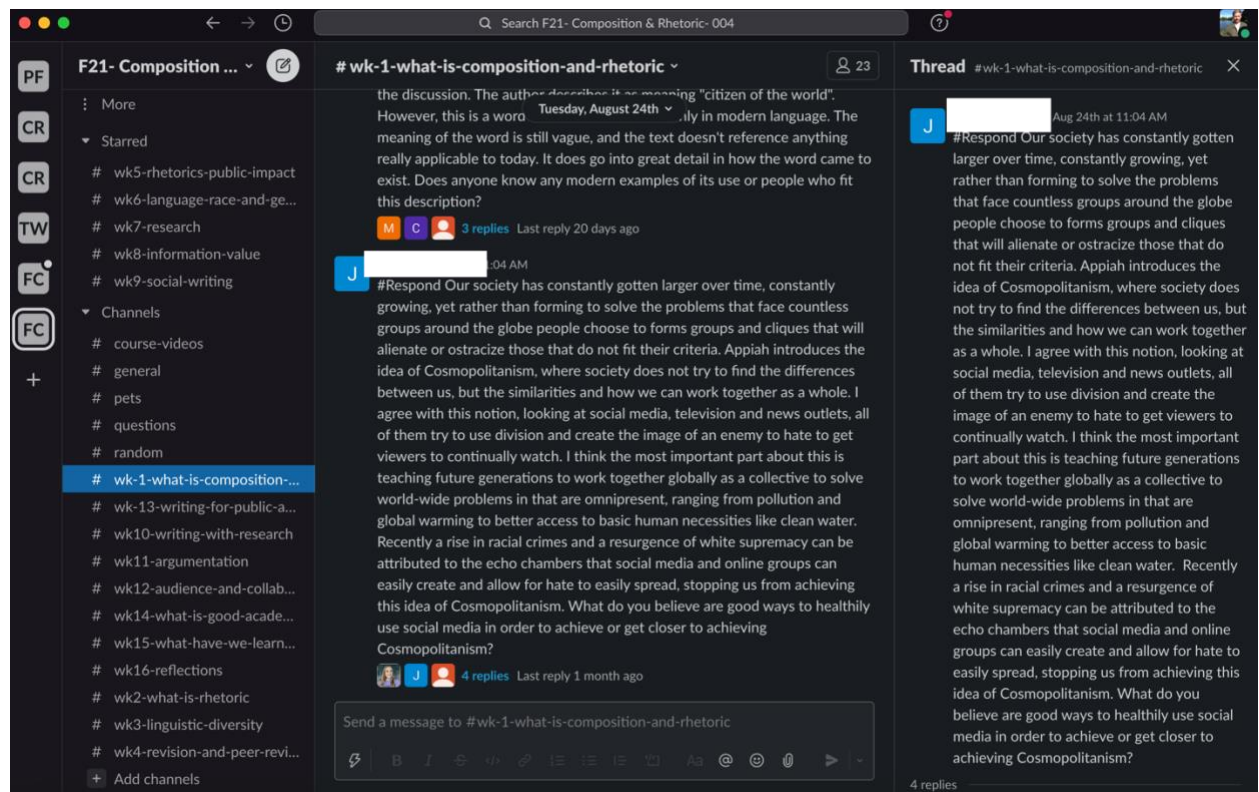 Search F21- Composition & Rhetoric- 004
PF
CR
CR
TW
FC
FC
+
F21- Composition ...
More
Starred
# wk5-rhetorics-public-impact
# wk6-language-race-and-ge...
# wk7-research
# wk8-information-value
# wk9-social-writing
Channels
# course-videos
# general
# pets
# questions
# random
# wk-1-what-is-composition-...
# wk-13-writing-for-public-a...
# wk10-writing-with-research
# wk11-argumentation
# wk12-audience-and-collab...
# wk14-what-is-good-acade...
# wk15-what-have-we-learn...
# wk16-reflections
# wk2-what-is-rhetoric
# wk3-linguistic-diversity
# wk4-revision-and-peer-revi...
+ Add channels
# wk-1-what-is-composition-and-rhetoric
23
the discussion. The author describes it as meaning "citizen of the world".
Tuesday, August 24th
However, this is a word ly in modern language. The
meaning of the word is still vague, and the text doesn't reference anything
really applicable to today. It does go into great detail in how the word came to
exist. Does anyone know any modern examples of its use or people who fit
this description?
M C 3 replies Last reply 20 days ago
J :04 AM
#Respond Our society has constantly gotten larger over time, constantly
growing, yet rather than forming to solve the problems that face countless
groups around the globe people choose to forms groups and cliques that will
alienate or ostracize those that do not fit their criteria. Appiah introduces the
idea of Cosmopolitanism, where society does not try to find the differences
between us, but the similarities and how we can work together as a whole. I
agree with this notion, looking at social media, television and news outlets, all
of them try to use division and create the image of an enemy to hate to get
viewers to continually watch. I think the most important part about this is
teaching future generations to work together globally as a collective to solve
world-wide problems in that are omnipresent, ranging from pollution and
global warming to better access to basic human necessities like clean water.
Recently a rise in racial crimes and a resurgence of white supremacy can be
attributed to the echo chambers that social media and online groups can
easily create and allow for hate to easily spread, stopping us from achieving
this idea of Cosmopolitanism. What do you believe are good ways to healthily
use social media in order to achieve or get closer to achieving
Cosmopolitanism?
J 4 replies Last reply 1 month ago
Send a message to #wk-1-what-is-composition-and-rhetoric
B I S </> Aa @
Thread #wk-1-what-is-composition-and-rhetoric
J Aug 24th at 11:04 AM
#Respond Our society has constantly gotten
larger over time, constantly growing, yet
rather than forming to solve the problems
that face countless groups around the globe
people choose to forms groups and cliques
that will alienate or ostracize those that do
not fit their criteria. Appiah introduces the
idea of Cosmopolitanism, where society does
not try to find the differences between us, but
the similarities and how we can work together
as a whole. I agree with this notion, looking at
social media, television and news outlets, all
of them try to use division and create the
image of an enemy to hate to get viewers to
continually watch. I think the most important
part about this is teaching future generations
to work together globally as a collective to
solve world-wide problems in that are
omnipresent, ranging from pollution and
global warming to better access to basic
human necessities like clean water. Recently
a rise in racial crimes and a resurgence of
white supremacy can be attributed to the
echo chambers that social media and online
groups can easily create and allow for hate to
easily spread, stopping us from achieving this
idea of Cosmopolitanism. What do you
believe are good ways to healthily use social
media in order to achieve or get closer to
achieving Cosmopolitanism?
4 replies